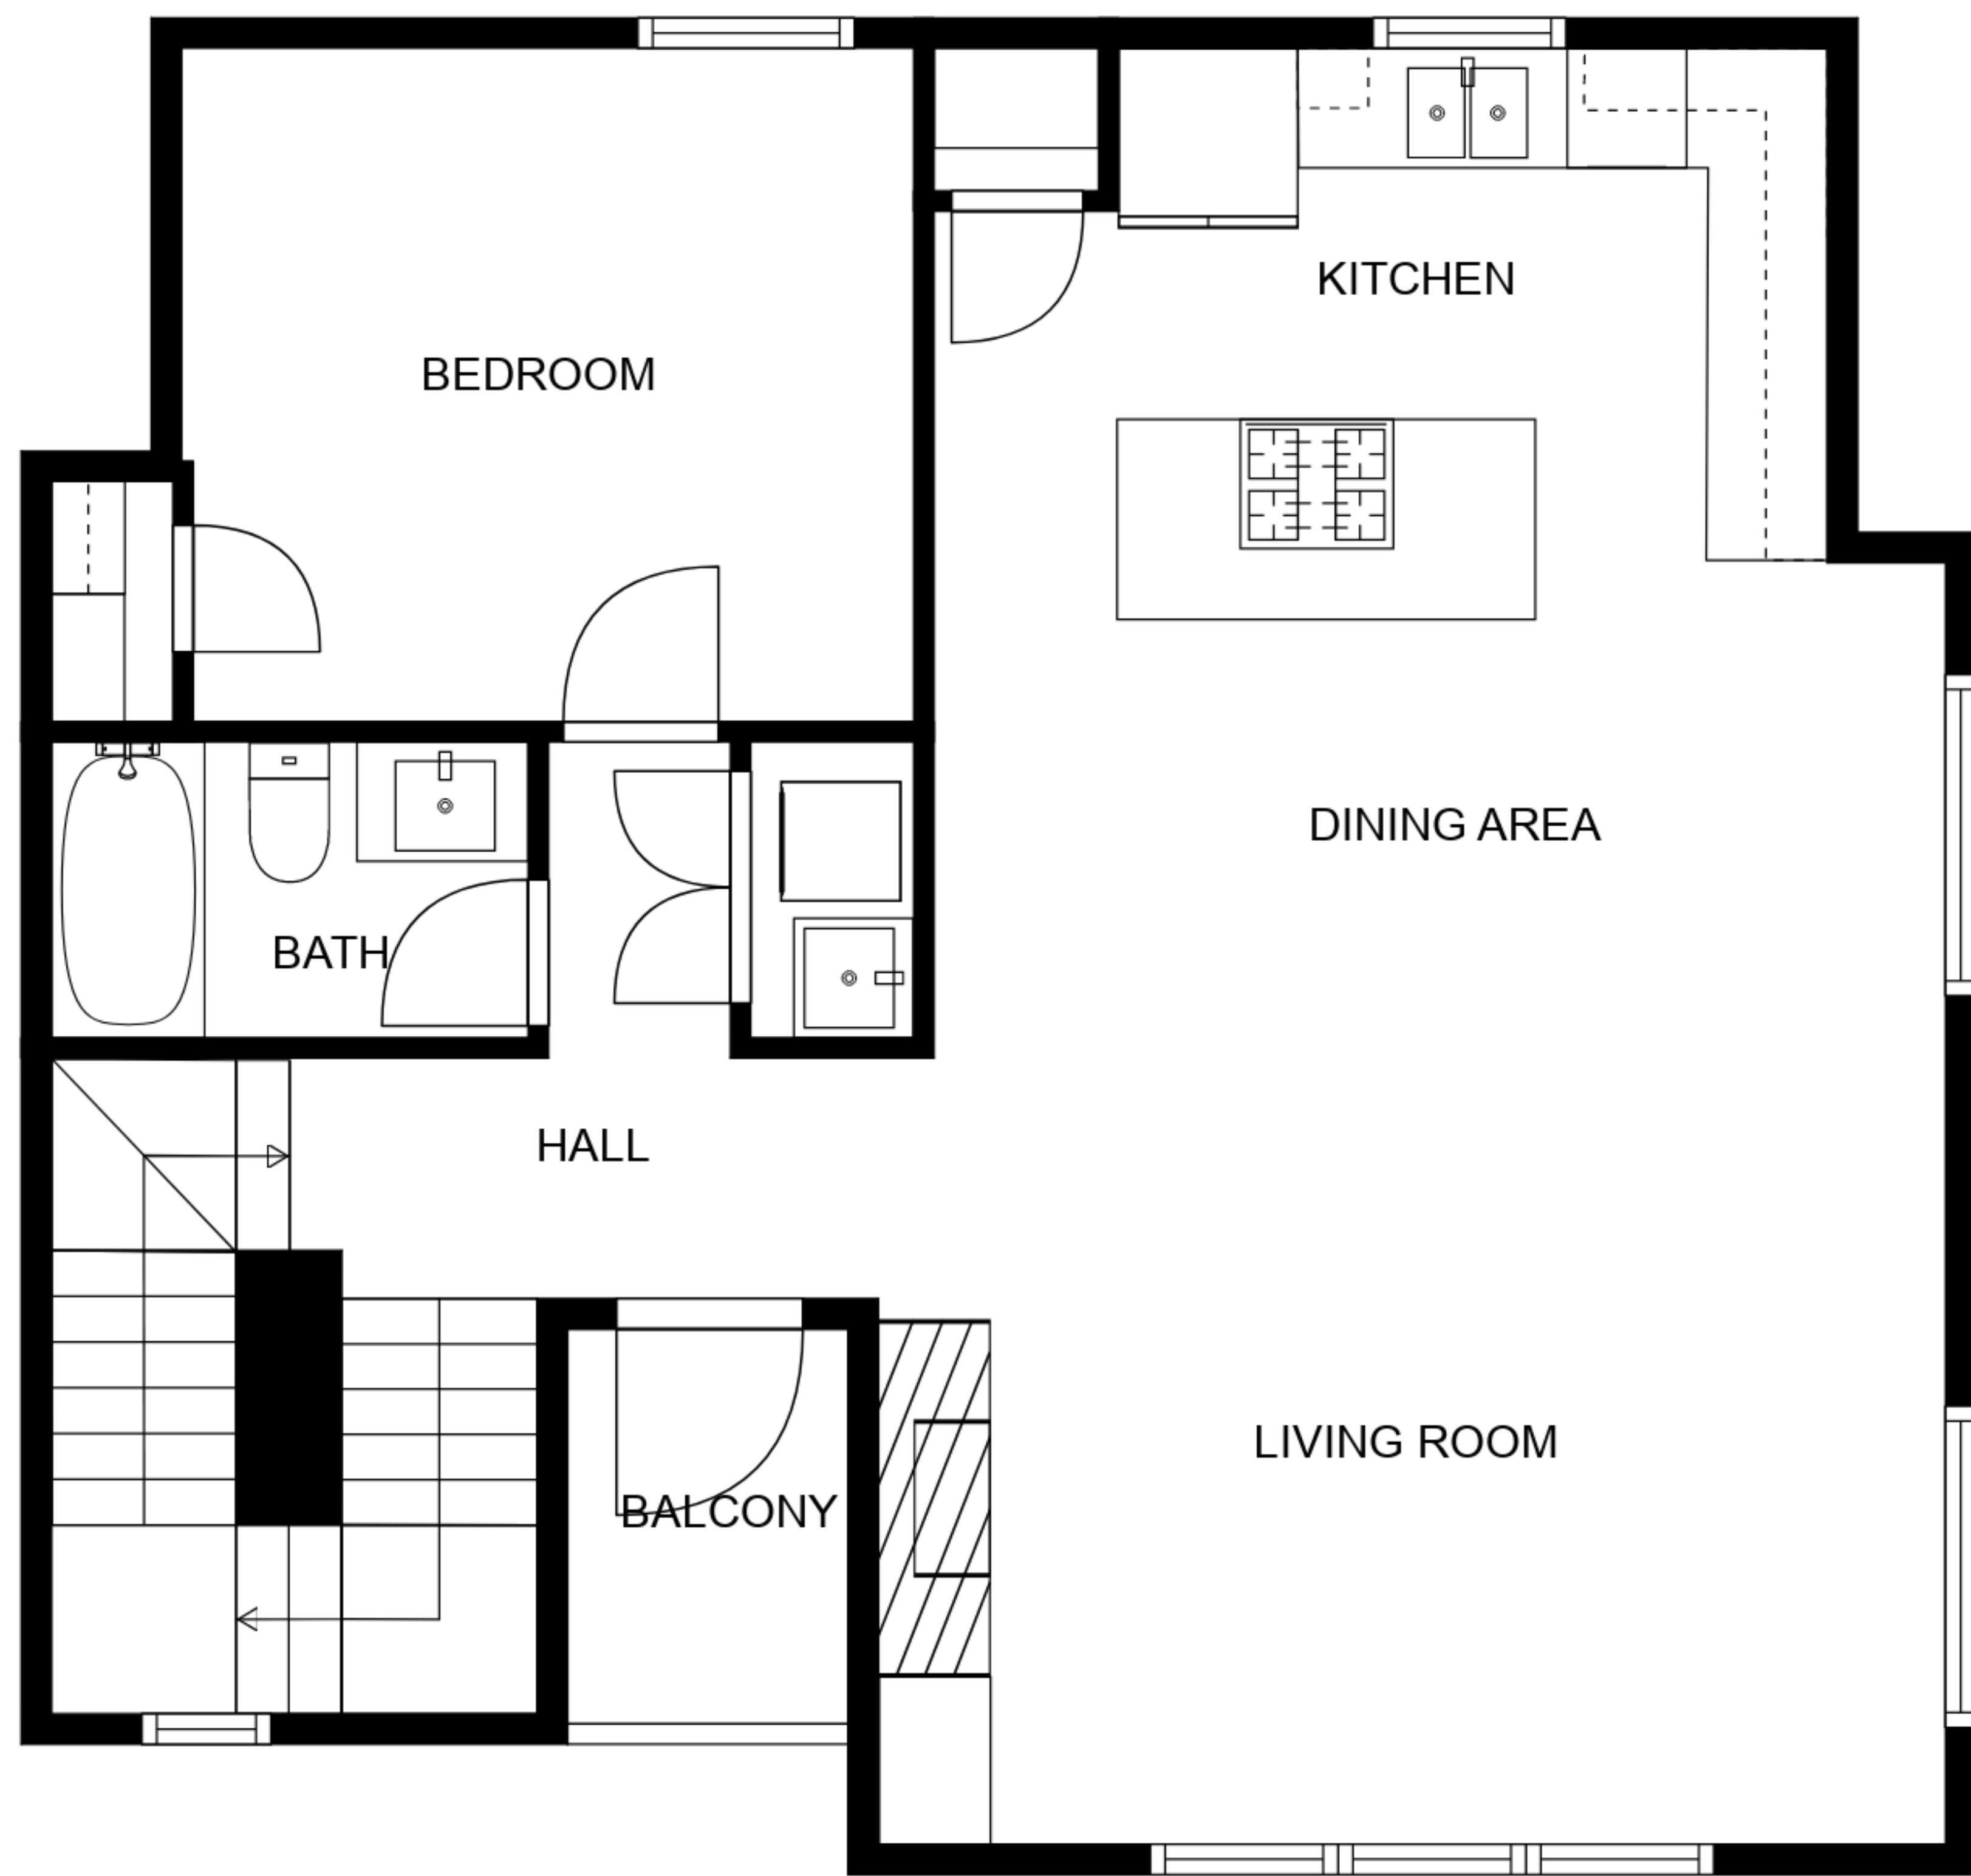 KITCHEN
BEDROOM
DINING AREA
BATH
HALL
LIVING ROOM
BALCONY